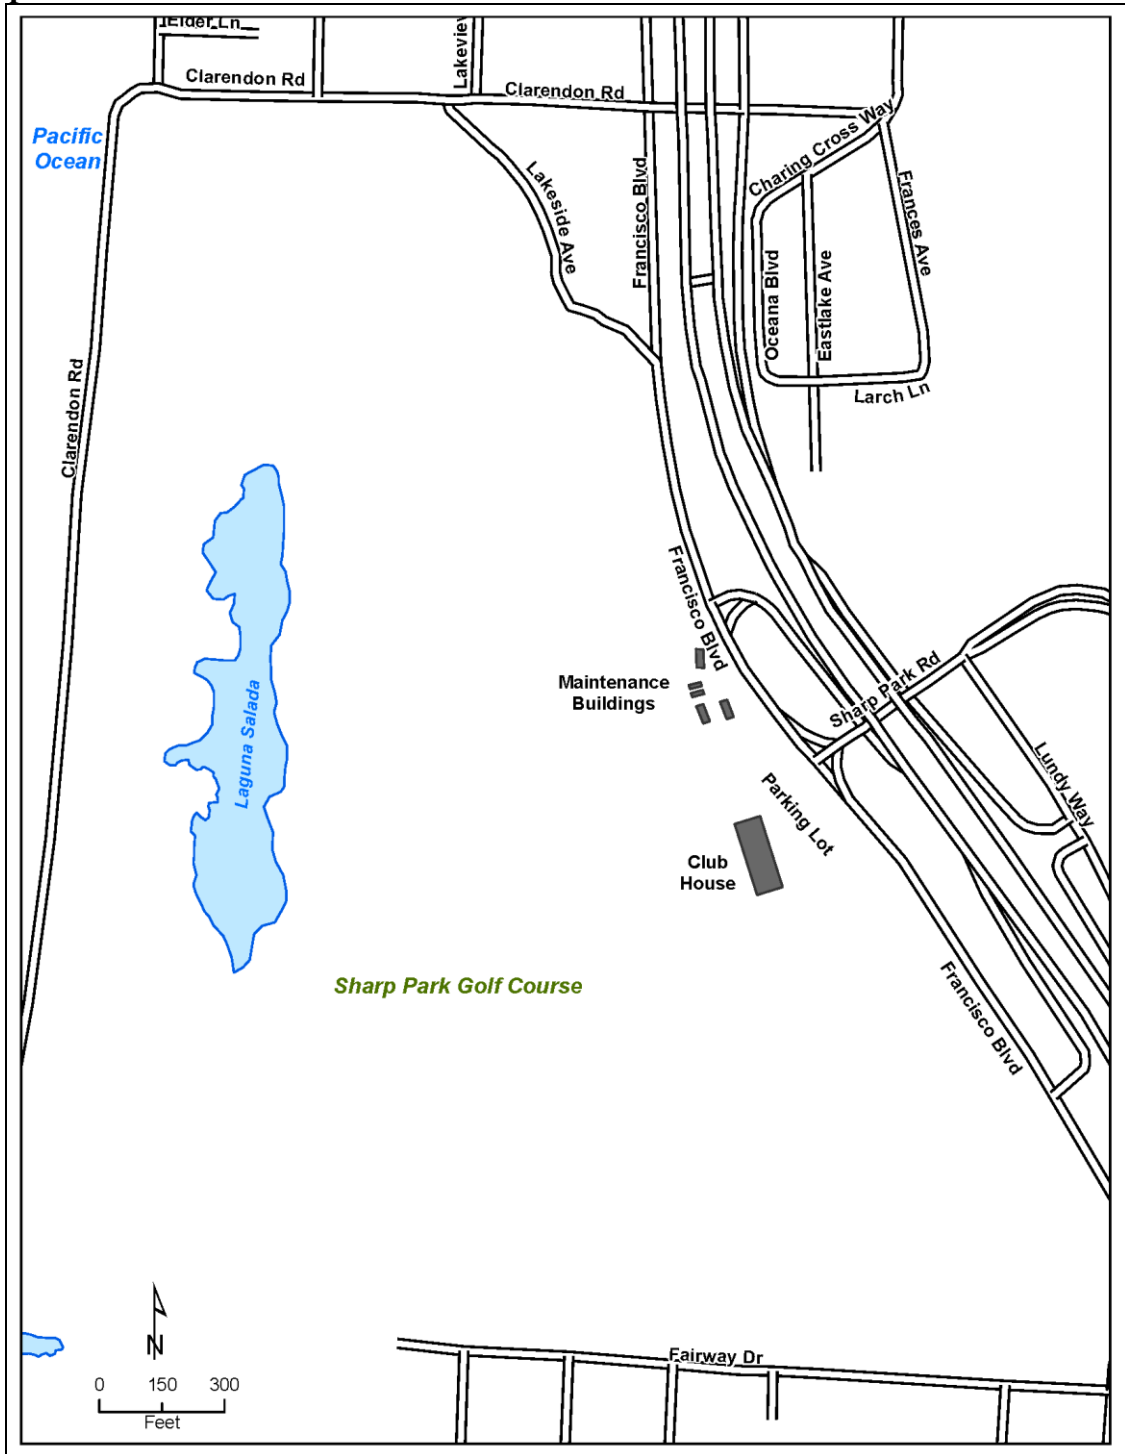 Elder Ln
Clarendon Rd
Lakeview
Clarendon Rd
Pacific
Ocean
Charing Cross Way
Lakeside Ave
Francisco Blvd
Frances Ave
Oceana Blvd
Eastlake Ave
Larch Ln
Clarendon Rd
Francisco Blvd
Maintenance
Buildings
Sharp Park Rd
Laguna Salada
Lundy Way
Parking Lot
Club
House
Sharp Park Golf Course
Francisco Blvd
N
Fairway Dr
0 150 300
Feet